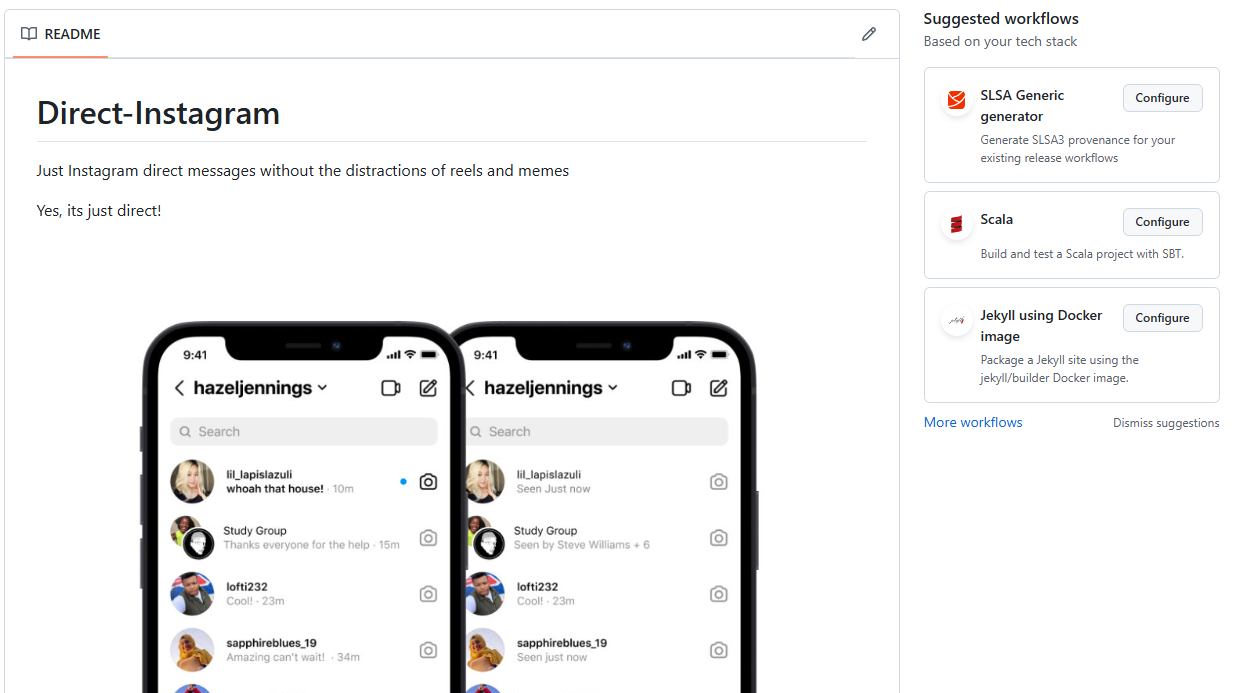 README
Direct-Instagram
Just Instagram direct messages without the distractions of reels and memes
Yes, its just direct!
9:41
hazeljennings
Search
lil_lapislazuli
whoah that house! · 10m
Study Group
Thanks everyone for the help · 15m
lofti232
Cool! · 23m
sapphireblues_19
Amazing can't wait! · 34m
9:41
hazeljennings
Search
lil_lapislazuli
Seen Just now
Study Group
Seen by Steve Williams + 6
lofti232
Cool! · 23m
sapphireblues_19
Seen just now
Suggested workflows
Based on your tech stack
SLSA Generic
generator
Configure
Generate SLSA3 provenance for your
existing release workflows
Scala
Configure
Build and test a Scala project with SBT.
Jekyll using Docker
image
Configure
Package a Jekyll site using the
jekyll/builder Docker image.
More workflows
Dismiss suggestions